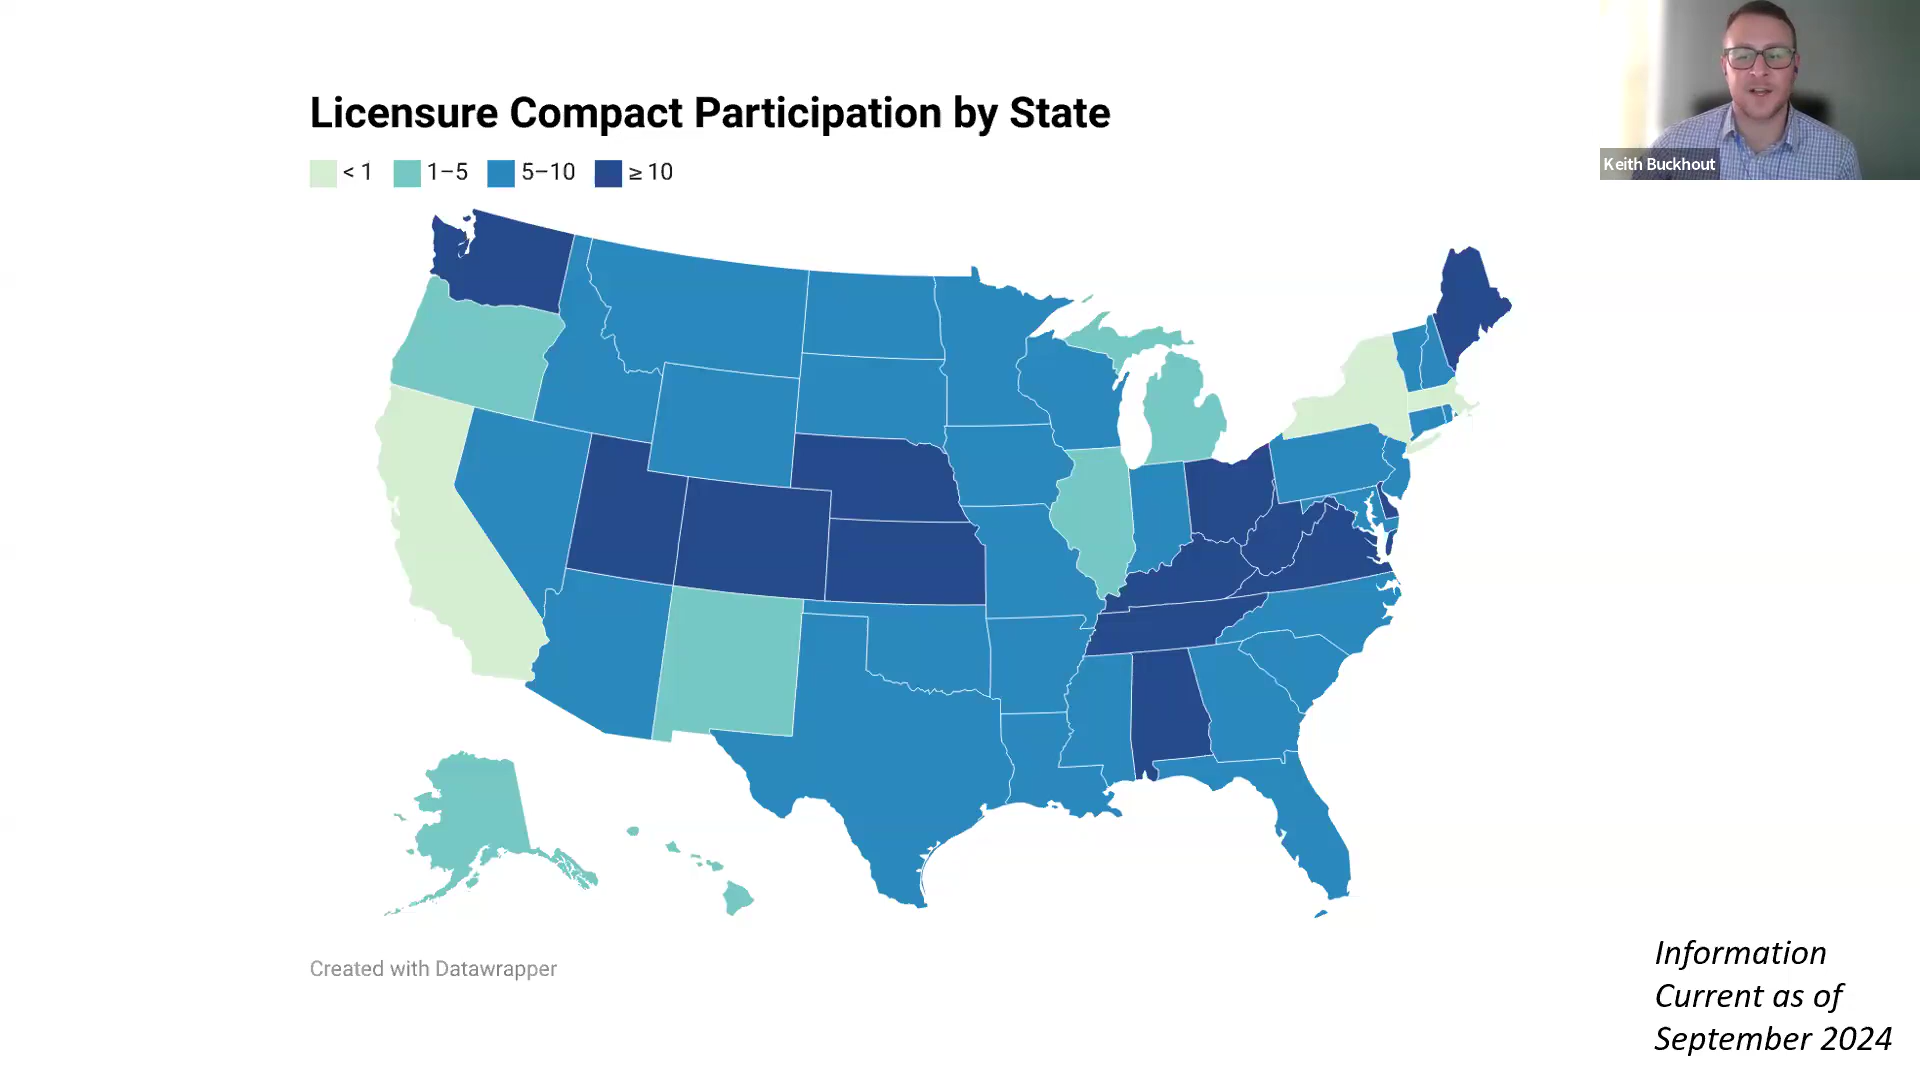 Licensure Compact Participation by State
< 1 1–5 5–10 ≥ 10
Keith Buckhout
Created with Datawrapper
Information
Current as of
September 2024